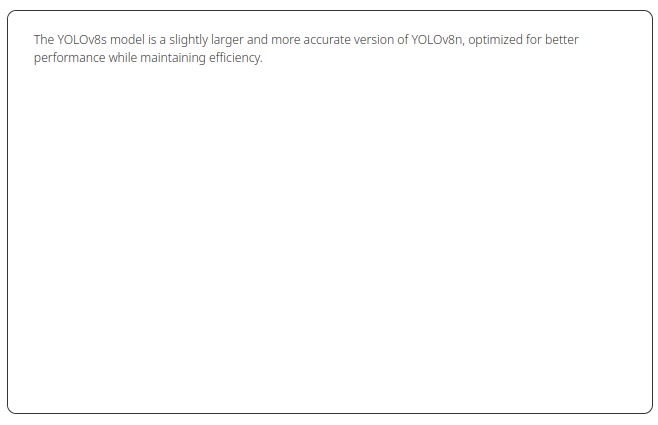 The YOLOv8s model is a slightly larger and more accurate version of YOLOv8n, optimized for better
performance while maintaining efficiency.